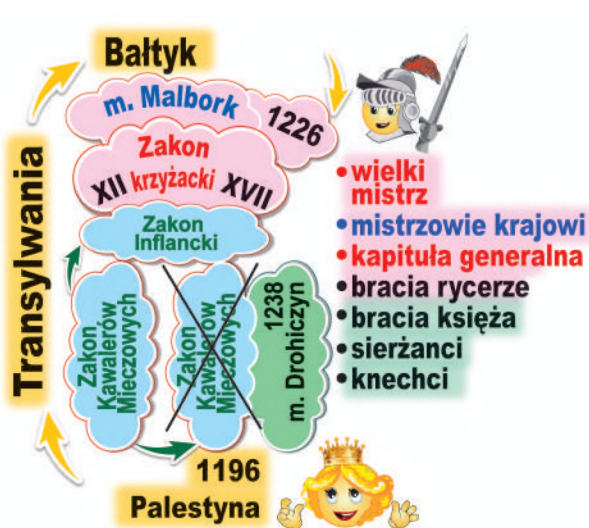 Bałtyk
m. Malbork
1226
Zakon
XII krzyżacki XVII
Zakon
Inflancki
Transylwania
Zakon
Kawalerów
Mieczowych
Zakon
Kawalerów
Mieczowych
1238
m. Drohiczyn
1196
Palestyna
• wielki
mistrz
• mistrzowie krajowi
• kapituła generalna
• bracia rycerze
• bracia księża
• sierżanci
• knechci